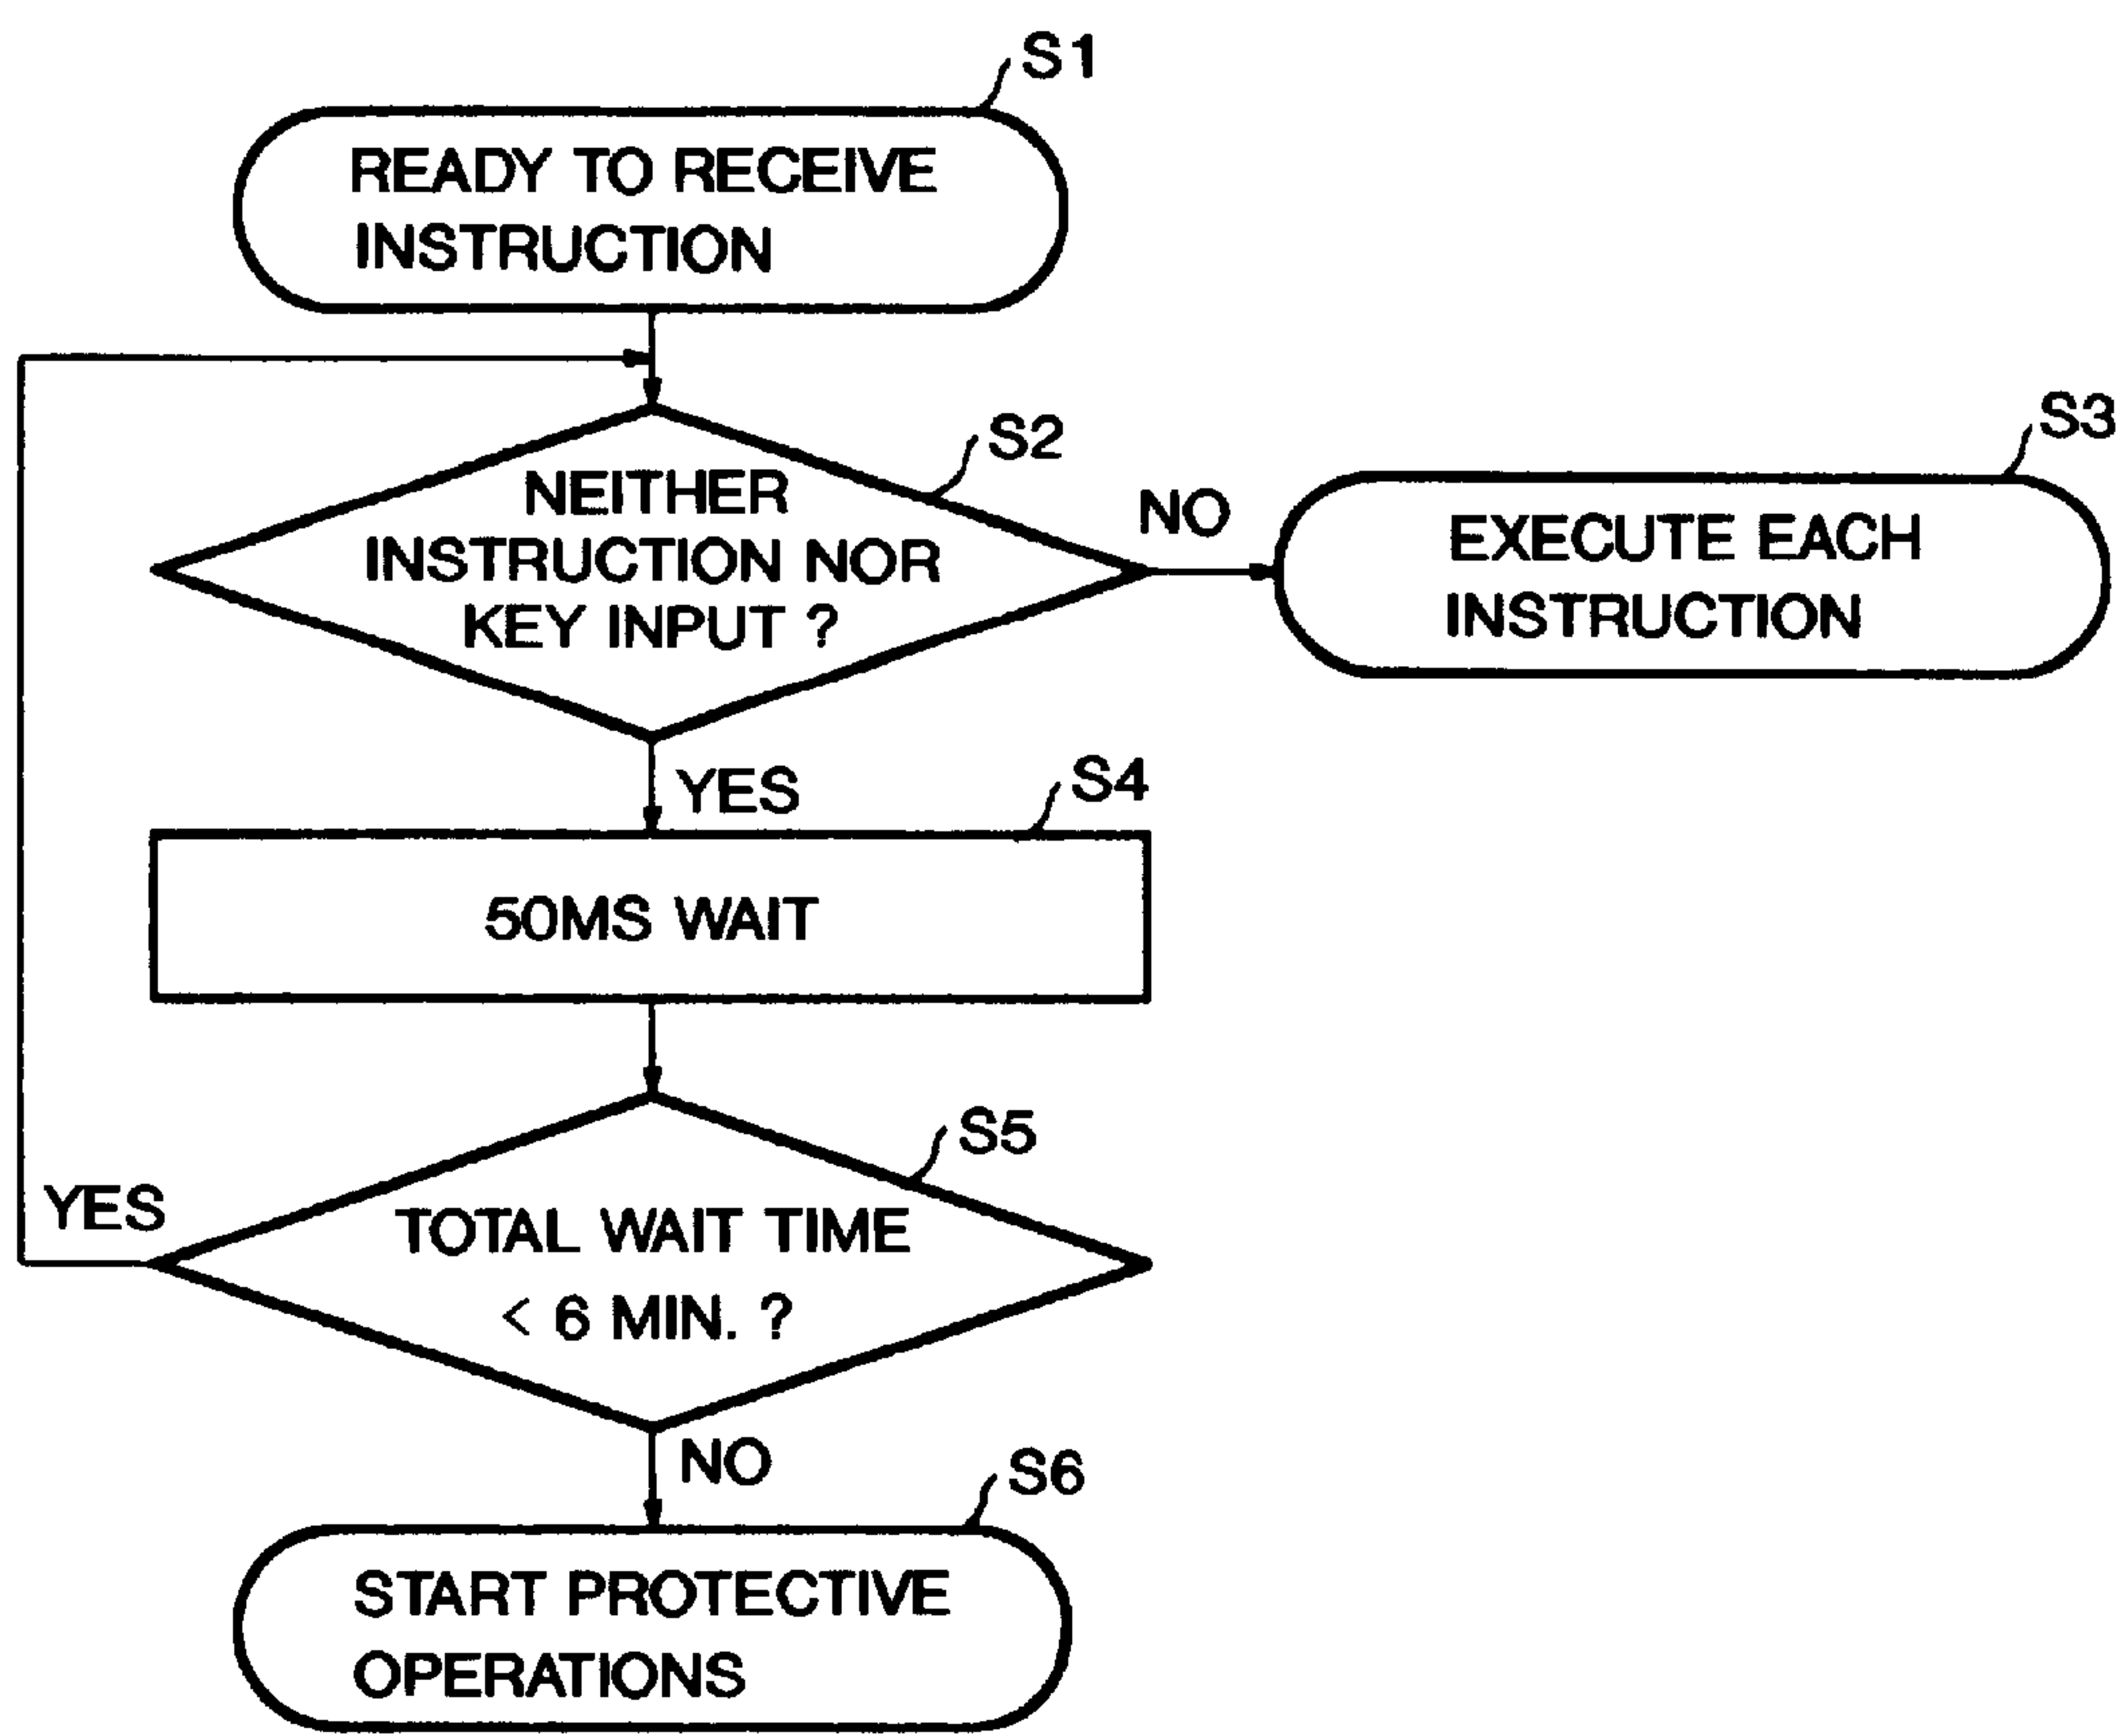 S1
READY TO RECEIVE
INSTRUCTION
S2
NEITHER
INSTRUCTION NOR
KEY INPUT ?
NO
S3
EXECUTE EACH
INSTRUCTION
YES
S4
50MS WAIT
S5
YES
TOTAL WAIT TIME
< 6 MIN. ?
NO
S6
START PROTECTIVE
OPERATIONS